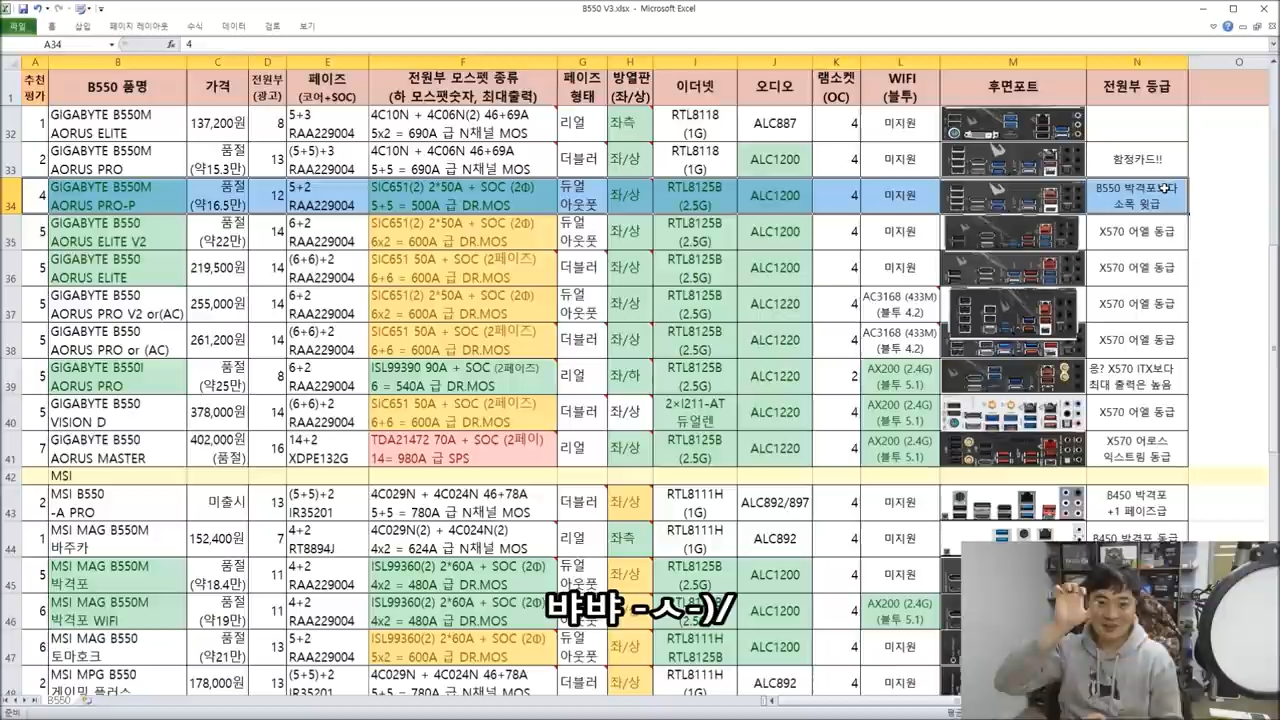 B550 V3.xlsx - Microsoft Excel
파일 홈 삽입 페이지 레이아웃 수식 데이터 검토 보기
A34 fx 4
A B C D E F G H I J K L M N O
1 추천 평가 B550 품명 가격 전원부 (광고) 페이즈 (코어+SOC) 전원부 모스펫 종류 (하 모스펫숫자, 최대출력) 페이즈 형태 방열판 (좌/상) 이더넷 오디오 램소켓 (OC) WIFI (블투) 후면포트 전원부 등급
32 1 GIGABYTE B550M AORUS ELITE 137,200원 8 5+3 RAA229004 4C10N + 4C06N(2) 46+69A 5x2 = 690A 급 N채널 MOS 리얼 좌측 RTL8118 (1G) ALC887 4 미지원
33 2 GIGABYTE B550M AORUS PRO 품절 (약15.3만) 13 (5+5)+3 RAA229004 4C10N + 4C06N 46+69A 5+5 = 690A 급 N채널 MOS 더블러 좌/상 RTL8118 (1G) ALC1200 4 미지원 함정카드!!
34 4 GIGABYTE B550M AORUS PRO-P 품절 (약16.5만) 12 5+2 RAA229004 SIC651(2) 2*50A + SOC (2Φ) 5+5 = 500A 급 DR.MOS 듀얼 아웃풋 좌/상 RTL8125B (2.5G) ALC1200 4 미지원 B550 박격포보다 소폭 윗급
35 5 GIGABYTE B550 AORUS ELITE V2 품절 (약22만) 14 6+2 RAA229004 SIC651(2) 2*50A + SOC (2Φ) 6x2 = 600A 급 DR.MOS 듀얼 아웃풋 좌/상 RTL8125B (2.5G) ALC1200 4 미지원 X570 어엘 동급
36 5 GIGABYTE B550 AORUS ELITE 219,500원 14 (6+6)+2 RAA229004 SIC651 50A + SOC (2페이즈) 6+6 = 600A 급 DR.MOS 더블러 좌/상 RTL8125B (2.5G) ALC1200 4 미지원 X570 어엘 동급
37 5 GIGABYTE B550 AORUS PRO V2 or(AC) 255,000원 14 6+2 RAA229004 SIC651(2) 2*50A + SOC (2Φ) 6x2 = 600A 급 DR.MOS 듀얼 아웃풋 좌/상 RTL8125B (2.5G) ALC1220 4 AC3168 (433M) (블투 4.2) X570 어엘 동급
38 5 GIGABYTE B550 AORUS PRO or (AC) 261,200원 14 (6+6)+2 RAA229004 SIC651 50A + SOC (2페이즈) 6+6 = 600A 급 DR.MOS 더블러 좌/상 RTL8125B (2.5G) ALC1220 4 AC3168 (433M) (블투 4.2) X570 어엘 동급
39 5 GIGABYTE B550I AORUS PRO 품절 (약25만) 8 6+2 RAA229004 ISL99390 90A + SOC (2페이즈) 6 = 540A 급 DR.MOS 리얼 좌/하 RTL8125B (2.5G) ALC1220 2 AX200 (2.4G) (블투 5.1) 응? X570 ITX보다 최대 출력은 높음
40 5 GIGABYTE B550 VISION D 378,000원 14 (6+6)+2 RAA229004 SIC651 50A + SOC (2페이즈) 6+6 = 600A 급 DR.MOS 더블러 좌/상 2×I211-AT 듀얼렌 ALC1220 4 AX200 (2.4G) (블투 5.1) X570 어엘 동급
41 7 GIGABYTE B550 AORUS MASTER 402,000원 (품절) 16 14+2 XDPE132G TDA21472 70A + SOC (2페이) 14= 980A 급 SPS 리얼 좌/상 RTL8125B (2.5G) ALC1220 4 AX200 (2.4G) (블투 5.1) X570 어로스 익스트림 동급
42 MSI
43 2 MSI B550 -A PRO 미출시 13 (5+5)+2 IR35201 4C029N + 4C024N 46+78A 5+5 = 780A 급 N채널 MOS 더블러 좌/상 RTL8111H (1G) ALC892/897 4 미지원 B450 박격포 +1 페이즈급
44 1 MSI MAG B550M 바주카 152,400원 7 4+2 RT8894J 4C029N(2) + 4C024N(2) 4x2 = 624A 급 N채널 MOS 리얼 좌측 RTL8111H (1G) ALC892 4 미지원 B450 박격포 동급
45 5 MSI MAG B550M 박격포 품절 (약18.4만) 11 4+2 RAA229004 ISL99360(2) 2*60A + SOC (2Φ) 4x2 = 480A 급 DR.MOS 듀얼 아웃풋 좌/상 RTL8125B (2.5G) ALC1200 4 미지원
46 6 MSI MAG B550M 박격포 WIFI 품절 (약19만) 11 4+2 RAA229004 ISL99360(2) 2*60A + SOC (2Φ) 4x2 = 480A 급 DR.MOS 좌/상 RTL8125B (2.5G) ALC1200 4 AX200 (2.4G) (블투 5.1)
뱌뱌 -ㅅ-)/
47 6 MSI MAG B550 토마호크 품절 (약21만) 13 5+2 RAA229004 ISL99360(2) 2*60A + SOC (2Φ) 5x2 = 600A 급 DR.MOS 듀얼 아웃풋 좌/상 RTL8111H RTL8125B ALC1200 4 미지원
48 2 MSI MPG B550 게이밍 플러스 178,000원 13 (5+5)+2 IR35201 4C029N + 4C024N 46+78A 5+5 = 780A 급 N채널 MOS 더블러 좌/상 RTL8111H (1G) ALC892 4 미지원
B550
준비